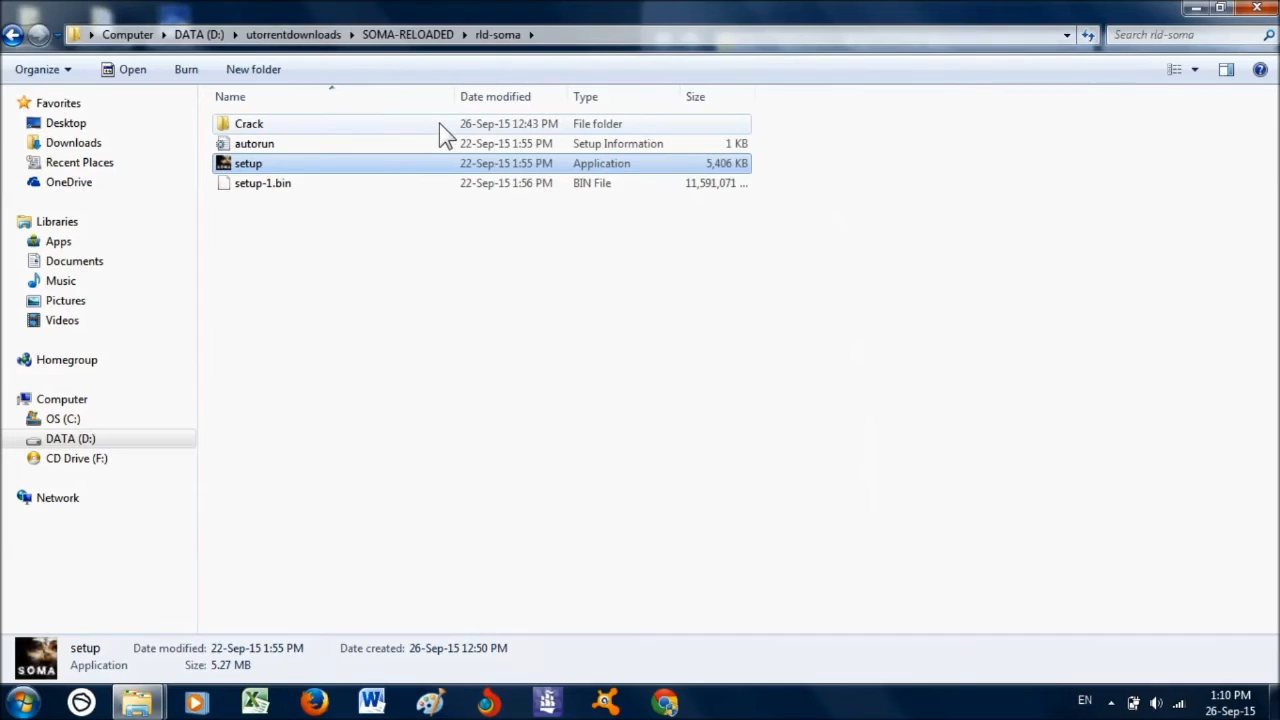 Computer
DATA (D:)
utorrentdownloads
SOMA-RELOADED
rld-soma
Search rld-soma
Organize
Open
Burn
New folder
Name
Date modified
Type
Size
Favorites
Desktop
Downloads
Recent Places
OneDrive
Libraries
Apps
Documents
Music
Pictures
Videos
Homegroup
Computer
OS (C:)
DATA (D:)
CD Drive (F:)
Network
Crack 26-Sep-15 12:43 PM File folder
autorun 22-Sep-15 1:55 PM Setup Information 1 KB
setup 22-Sep-15 1:55 PM Application 5,406 KB
setup-1.bin 22-Sep-15 1:56 PM BIN File 11,591,071 ...
SOMA
setup Date modified: 22-Sep-15 1:55 PM Date created: 26-Sep-15 12:50 PM
Application Size: 5.27 MB
EN
1:10 PM
26-Sep-15